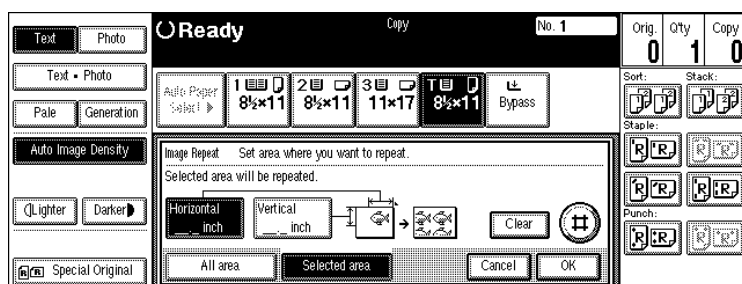 Text Photo
Text • Photo
Pale Generation
Auto Image Density
Lighter Darker
Special Original
Ready
Copy
No. 1
Auto Paper
Select
1
8½×11
2
8½×11
3
11×17
T
8½×11
Bypass
Image Repeat Set area where you want to repeat.
Selected area will be repeated.
Horizontal
__._ inch
Vertical
__._ inch
Clear
All area
Selected area
Cancel
OK
Orig. Q'ty Copy
0 1 0
Sort: Stack:
Staple:
Punch: